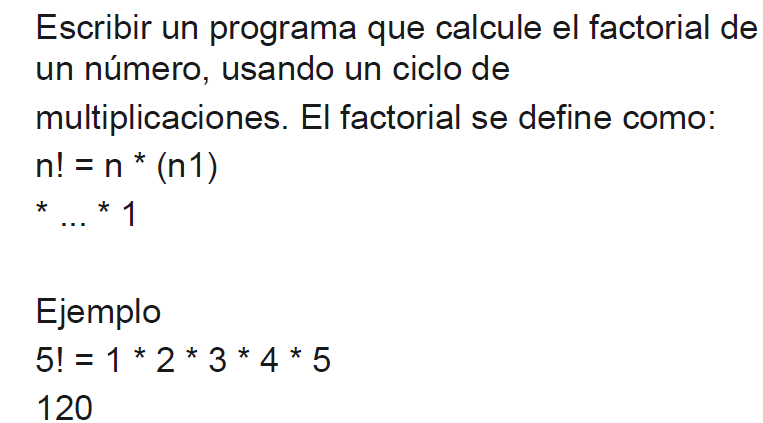 Escribir un programa que calcule el factorial de
un número, usando un ciclo de
multiplicaciones. El factorial se define como:
n! = n * (n1)
* ... * 1
Ejemplo
5! = 1 * 2 * 3 * 4 * 5
120